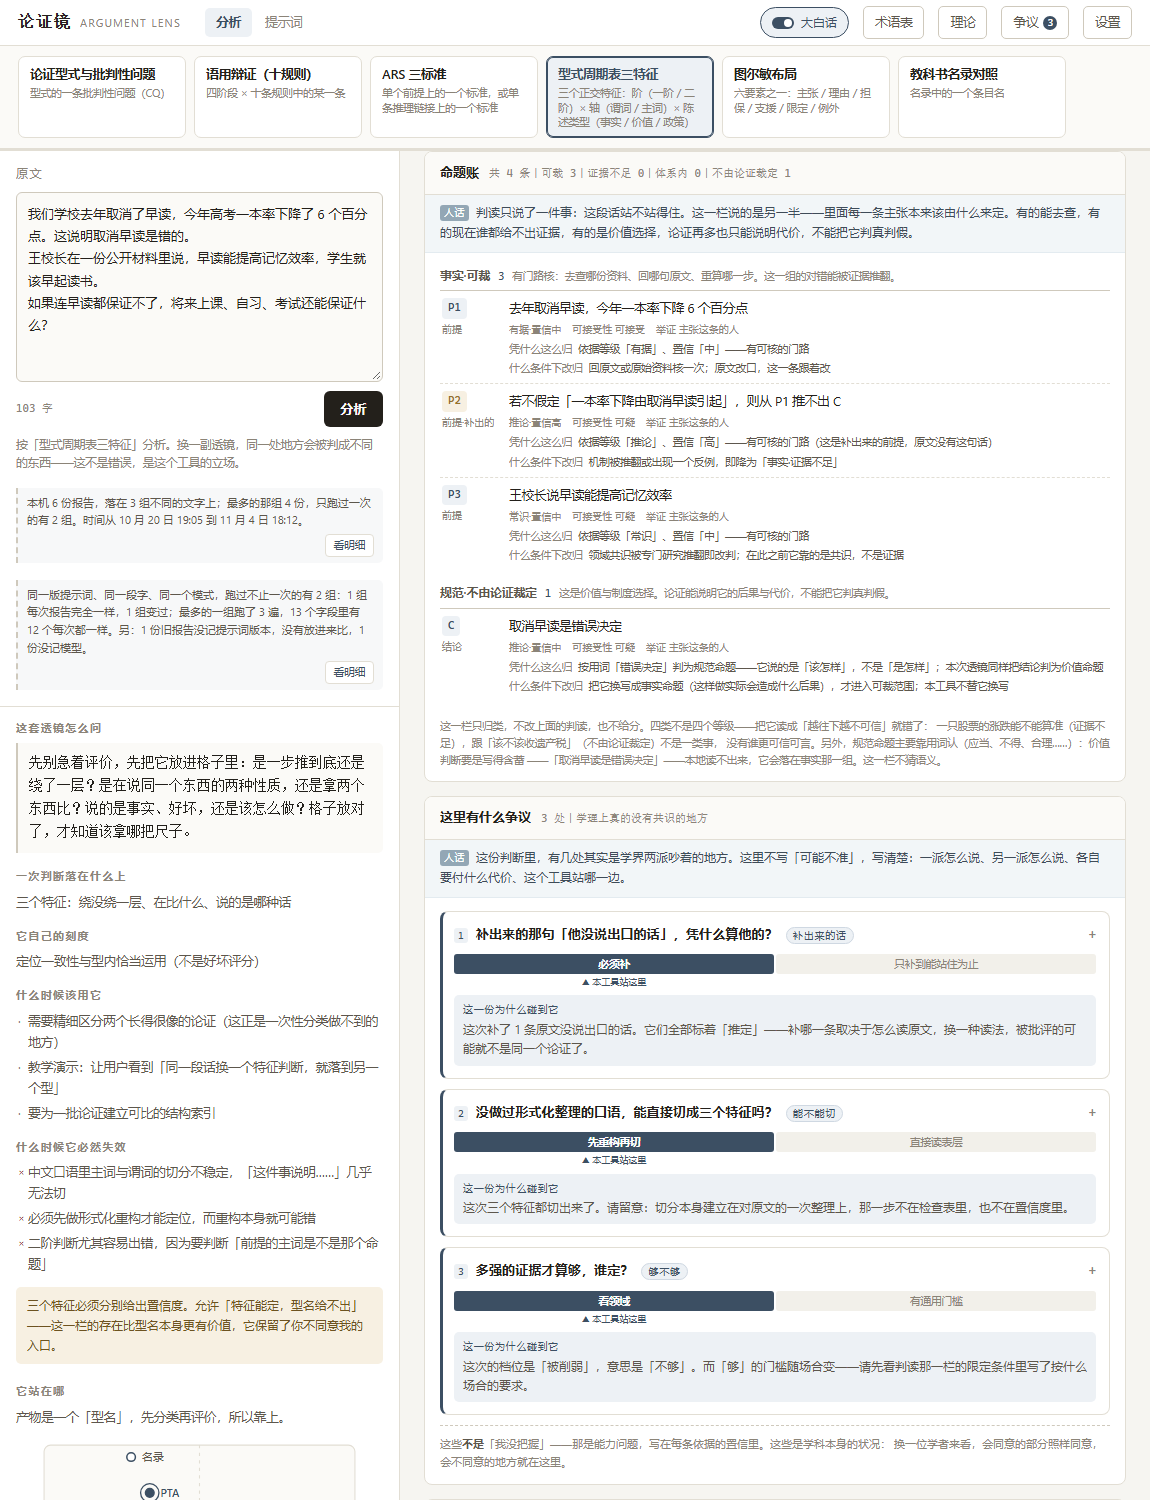 论证镜 ARGUMENT LENS 分析 提示词 大白话 术语表 理论 争议 3 设置
论证型式与批判性问题
型式的一条批判性问题（CQ）
语用辩证（十规则）
四阶段 × 十条规则中的某一条
ARS 三标准
单个前提上的一个标准，或单
条推理链接上的一个标准
型式周期表三特征
三个正交特征：阶（一阶 / 二
阶）× 轴（谓词 / 主词）× 陈
述类型（事实 / 价值 / 政策）
图尔敏布局
六要素之一：主张 / 理由 / 担
保 / 支援 / 限定 / 例外
教科书名录对照
名录中的一个条目名
原文
我们学校去年取消了早读，今年高考一本率下降了 6 个百分
点。这说明取消早读是错的。
王校长在一份公开材料里说，早读能提高记忆效率，学生就
该早起读书。
如果连早读都保证不了，将来上课、自习、考试还能保证什
么？
103 字
分析
按「型式周期表三特征」分析。换一副透镜，同一处地方会被判成不同
的东西——这不是错误，是这个工具的立场。
本机 6 份报告，落在 3 组不同的文字上；最多的那组 4 份，只跑过一次
的有 2 组。时间从 10 月 20 日 19:05 到 11 月 4 日 18:12。
看明细
同一版提示词、同一段字、同一个模式，跑过不止一次的有 2 组：1 组
每次报告完全一样，1 组变过；最多的一组跑了 3 遍，13 个字段里有
12 个每次都一样。另：1 份旧报告没记提示词版本，没有放进来比，1
份没记模型。
看明细
这套透镜怎么问
先别急着评价，先把它放进格子里：是一步推到底还是
绕了一层？是在说同一个东西的两种性质，还是拿两个
东西比？说的是事实、好坏，还是该怎么做？格子放对
了，才知道该拿哪把尺子。
一次判断落在什么上
三个特征：绕没绕一层、在比什么、说的是哪种话
它自己的刻度
定位一致性与型内恰当运用（不是好坏评分）
什么时候该用它
· 需要精细区分两个长得很像的论证（这正是一次性分类做不到的
地方）
· 教学演示：让用户看到「同一段话换一个特征判断，就落到另一
个型」
· 要为一批论证建立可比的结构索引
什么时候它必然失效
× 中文口语里主词与谓词的切分不稳定，「这件事说明……」几乎
无法切
× 必须先做形式化重构才能定位，而重构本身就可能错
× 二阶判断尤其容易出错，因为要判断「前提的主词是不是那个命
题」
三个特征必须分别给出置信度。允许「特征能定，型名给不出」
——这一栏的存在比型名本身更有价值，它保留了你不同意我的
入口。
它站在哪
产物是一个「型名」，先分类再评价，所以靠上。
名录
PTA
命题账 共 4 条｜可裁 3｜证据不足 0｜体系内 0｜不由论证裁定 1
人话 判读只说了一件事：这段话站不站得住。这一栏说的是另一半——里面每一条主张本来该由什么来定。有的能去查，有
的现在谁都给不出证据，有的是价值选择，论证再多也只能说明代价，不能把它判真判假。
事实·可裁 3 有门路核：去查哪份资料、回哪句原文、重算哪一步。这一组的对错能被证据推翻。
P1 去年取消早读，今年一本率下降 6 个百分点
前提 有据·置信中 可接受性 可接受 举证 主张这条的人
凭什么这么归 依据等级「有据」、置信「中」——有可核的门路
什么条件下改归 回原文或原始资料核一次；原文改口，这一条跟着改
P2 若不假定「一本率下降由取消早读引起」，则从 P1 推不出 C
前提·补出的 推论·置信高 可接受性 可疑 举证 主张这条的人
凭什么这么归 依据等级「推论」、置信「高」——有可核的门路（这是补出来的前提，原文没有这句话）
什么条件下改归 机制被推翻或出现一个反例，即降为「事实·证据不足」
P3 王校长说早读能提高记忆效率
前提 常识·置信中 可接受性 可疑 举证 主张这条的人
凭什么这么归 依据等级「常识」、置信「中」——有可核的门路
什么条件下改归 领域共识被专门研究推翻即改判；在此之前它靠的是共识，不是证据
规范·不由论证裁定 1 这是价值与制度选择。论证能说明它的后果与代价，不能把它判真判假。
C 取消早读是错误决定
结论 推论·置信中 可接受性 可疑 举证 主张这条的人
凭什么这么归 按用词「错误决定」判为规范命题——它说的是「该怎样」，不是「是怎样」；本次透镜同样把结论判为价值命题
什么条件下改归 把它换写成事实命题（这样做实际会造成什么后果），才进入可裁范围；本工具不替它换写
这一栏只归类，不改上面的判读，也不给分。四类不是四个等级——把它读成「越往下越不可信」就错了： 一只股票的涨跌能不能算准（证据不
足），跟「该不该收遗产税」（不由论证裁定）不是一类事， 没有谁更可信可言。另外，规范命题主要靠用词认（应当、不得、合理……）： 价值
判断要是写得含蓄 ——「取消早读是错误决定」——本地读不出来，它会落在事实那一组。这一栏不猜语义。
这里有什么争议 3 处｜学理上真的没有共识的地方
人话 这份判断里，有几处其实是学界两派吵着的地方。这里不写「可能不准」，写清楚：一派怎么说、另一派怎么说、各自
要付什么代价、这个工具站哪一边。
1 补出来的那句「他没说出口的话」，凭什么算他的？ 补出来的话 +
必须补 只补到能站住为止
▲ 本工具站这里
这一份为什么碰到它
这次补了 1 条原文没说出口的话。它们全部标着「推定」——补哪一条取决于怎么读原文，换一种读法，被批评的可
能就不是同一个论证了。
2 没做过形式化整理的口语，能直接切成三个特征吗？ 能不能切 +
先重构再切 直接读表层
▲ 本工具站这里
这一份为什么碰到它
这次三个特征都切出来了。请留意：切分本身建立在对原文的一次整理上，那一步不在检查表里，也不在置信度里。
3 多强的证据才算够，谁定？ 够不够 +
看领域 有通用门槛
▲ 本工具站这里
这一份为什么碰到它
这次的档位是「被削弱」，意思是「不够」。而「够」的门槛随场合变——请先看判读那一栏的限定条件里写了按什么
场合的要求。
这些不是「我没把握」——那是能力问题，写在每条依据的置信里。这些是学科本身的状况： 换一位学者来看，会同意的部分照样同意，
会不同意的地方就在这里。